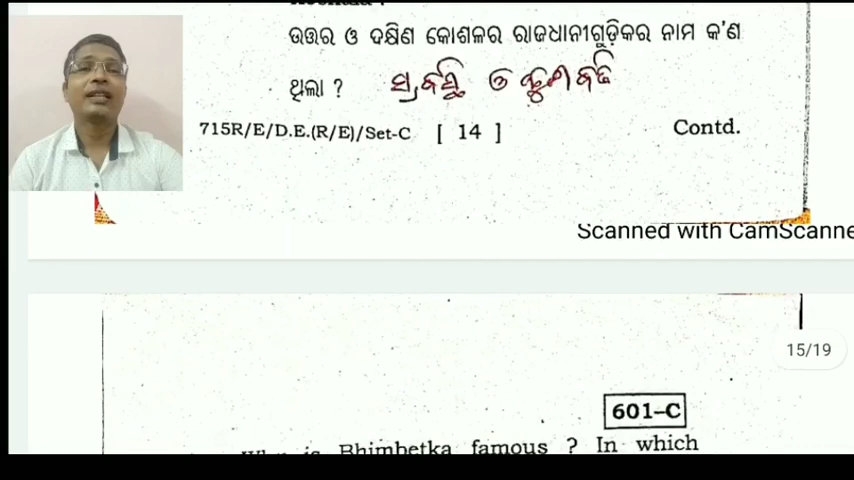 ଉତ୍ତର ଓ ଦକ୍ଷିଣ କୋଶଳର ରାଜଧାନୀଗୁଡ଼ିକର ନାମ କ'ଣ
ଥିଲା ?
ଓ
715R/E/D.E.(R/E)/Set-C [ 14 ] Contd.
Scanned with CamScanne
15/19
601–C
is Bhimbetka famous ? In which